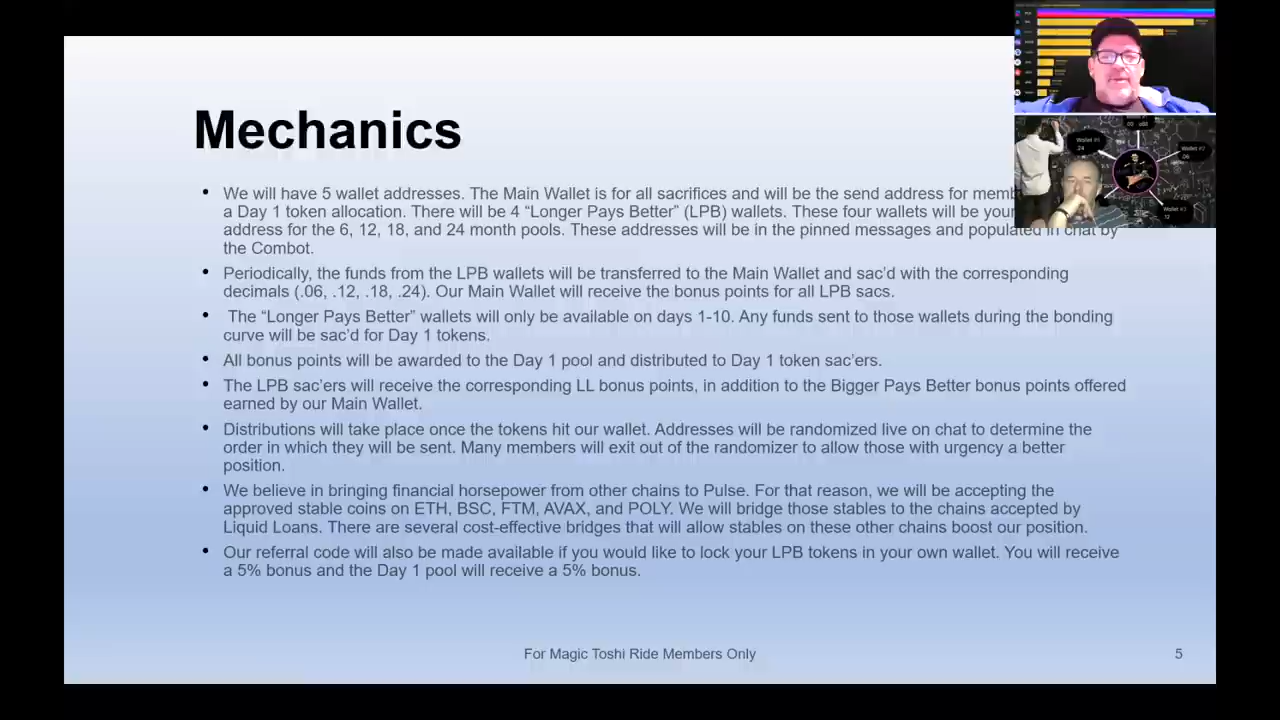 Mechanics
We will have 5 wallet addresses. The Main Wallet is for all sacrifices and will be the send address for
a Day 1 token allocation. There will be 4 “Longer Pays Better” (LPB) wallets. These four wallets will be your
address for the 6, 12, 18, and 24 month pools. These addresses will be in the pinned messages and populated in chat by
the Combot.
Periodically, the funds from the LPB wallets will be transferred to the Main Wallet and sac’d with the corresponding
decimals (.06, .12, .18, .24). Our Main Wallet will receive the bonus points for all LPB sacs.
The “Longer Pays Better” wallets will only be available on days 1-10. Any funds sent to those wallets during the bonding
curve will be sac’d for Day 1 tokens.
All bonus points will be awarded to the Day 1 pool and distributed to Day 1 token sac’ers.
The LPB sac’ers will receive the corresponding LL bonus points, in addition to the Bigger Pays Better bonus points offered
earned by our Main Wallet.
Distributions will take place once the tokens hit our wallet. Addresses will be randomized live on chat to determine the
order in which they will be sent. Many members will exit out of the randomizer to allow those with urgency a better
position.
We believe in bringing financial horsepower from other chains to Pulse. For that reason, we will be accepting the
approved stable coins on ETH, BSC, FTM, AVAX, and POLY. We will bridge those stables to the chains accepted by
Liquid Loans. There are several cost-effective bridges that will allow stables on these other chains boost our position.
Our referral code will also be made available if you would like to lock your LPB tokens in your own wallet. You will receive
a 5% bonus and the Day 1 pool will receive a 5% bonus.
For Magic Toshi Ride Members Only
5